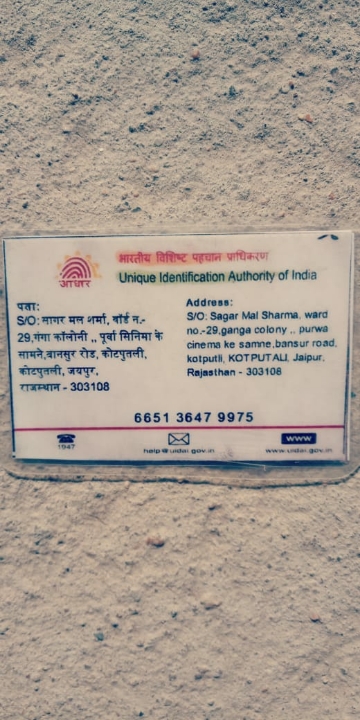 भारतीय विशिष्ट पहचान प्राधिकरण
Unique Identification Authority of India
आधार
पता:
S/O: सागर मल शर्मा, वॉर्ड न.-
29,गंगा कॉलोनी ,, पूर्वा सिनिमा के
सामने,बानसुर रोड, कोटपुतली,
कोटपुतली, जयपुर,
राजस्थान - 303108
Address:
S/O: Sagar Mal Sharma, ward
no.-29,ganga colony ,, purwa
cinema ke samne,bansur road,
kotputli, KOTPUTALI, Jaipur,
Rajasthan - 303108
6651 3647 9975
1947
help@uidai.gov.in
www
www.uidai.gov.in